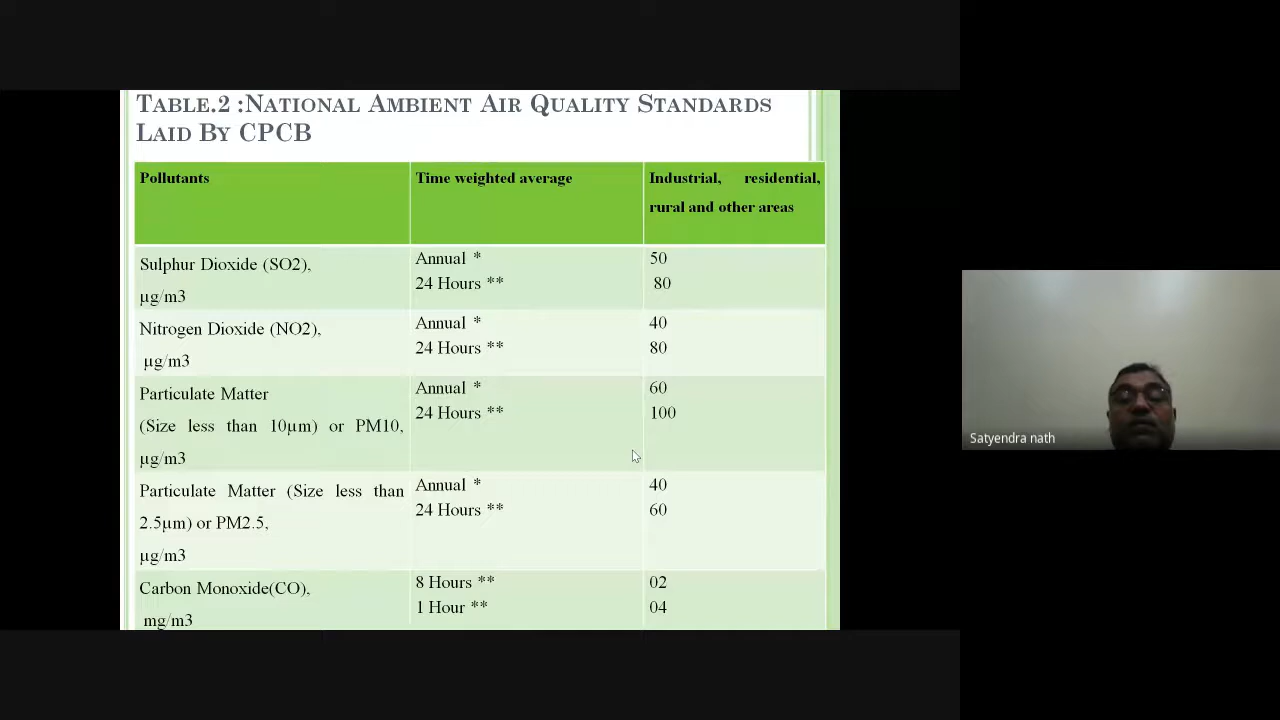 TABLE.2 :NATIONAL AMBIENT AIR QUALITY STANDARDS
LAID BY CPCB
Pollutants
Time weighted average
Industrial, residential,
rural and other areas
Sulphur Dioxide (SO2),
µg/m3
Annual *
24 Hours **
50
80
Nitrogen Dioxide (NO2),
µg/m3
Annual *
24 Hours **
40
80
Particulate Matter
(Size less than 10µm) or PM10,
µg/m3
Annual *
24 Hours **
60
100
Particulate Matter (Size less than
2.5µm) or PM2.5,
µg/m3
Annual *
24 Hours **
40
60
Carbon Monoxide(CO),
mg/m3
8 Hours **
1 Hour **
02
04
Satyendra nath